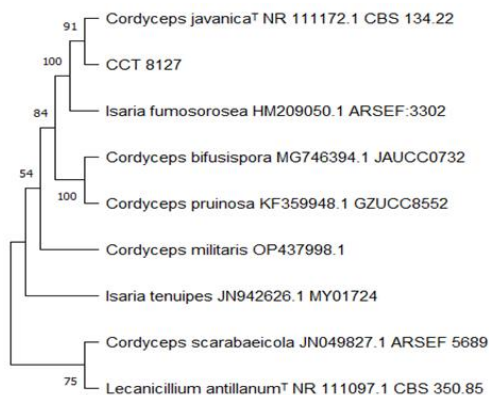 91
Cordyceps javanicaᵀ NR 111172.1 CBS 134.22
100
CCT 8127
84
Isaria fumosorosea HM209050.1 ARSEF:3302
Cordyceps bifusispora MG746394.1 JAUCC0732
54
100
Cordyceps pruinosa KF359948.1 GZUCC8552
Cordyceps militaris OP437998.1
Isaria tenuipes JN942626.1 MY01724
Cordyceps scarabaeicola JN049827.1 ARSEF 5689
75
Lecanicillium antillanumᵀ NR 111097.1 CBS 350.85